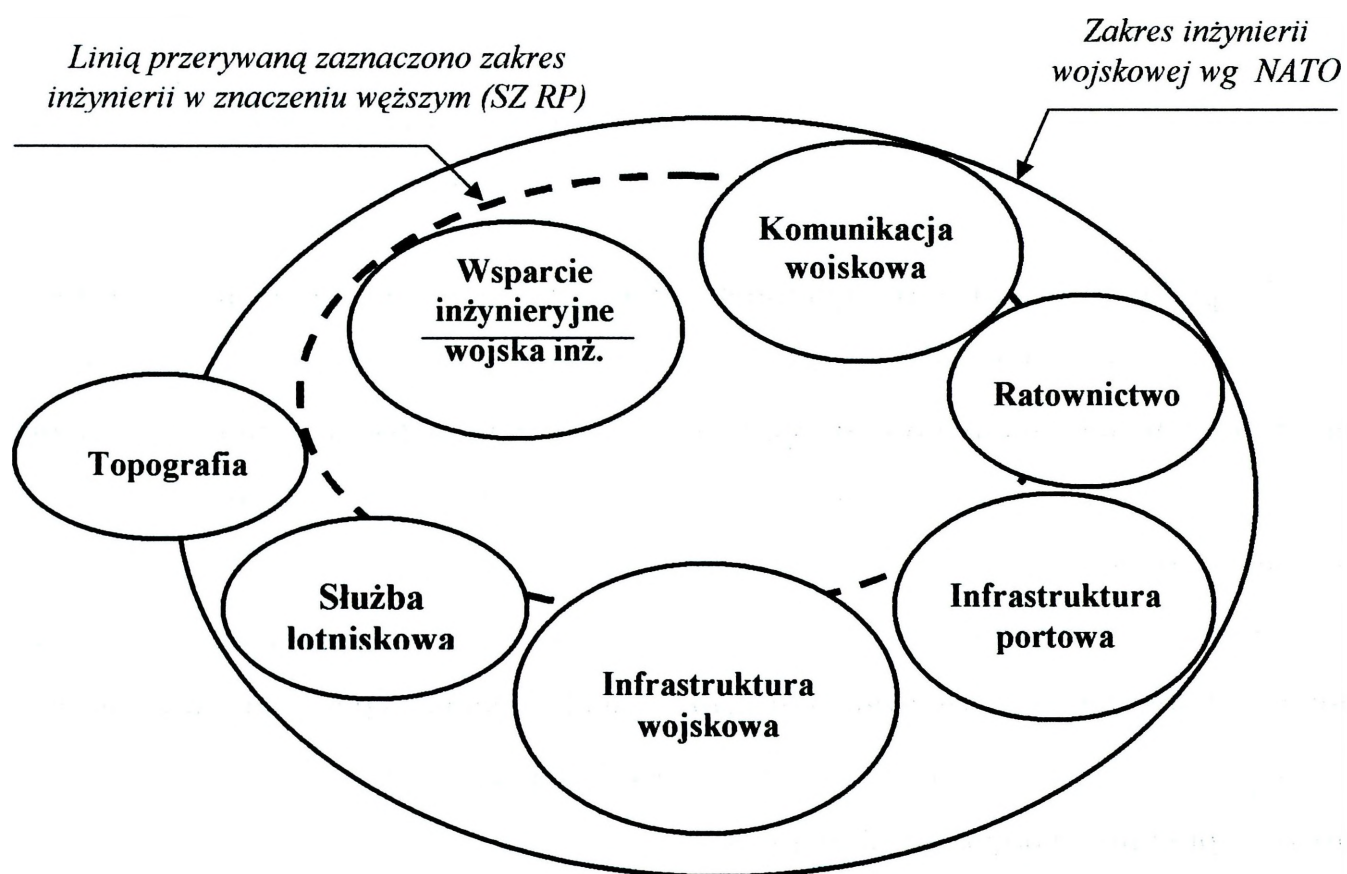 Linią przerywaną zaznaczono zakres
inżynierii w znaczeniu węższym (SZ RP)
Zakres inżynierii
wojskowej wg NATO
Komunikacja
wojskowa
Wsparcie
inżynieryjne
wojska inż.
Ratownictwo
Topografia
Służba
lotniskowa
Infrastruktura
portowa
Infrastruktura
wojskowa